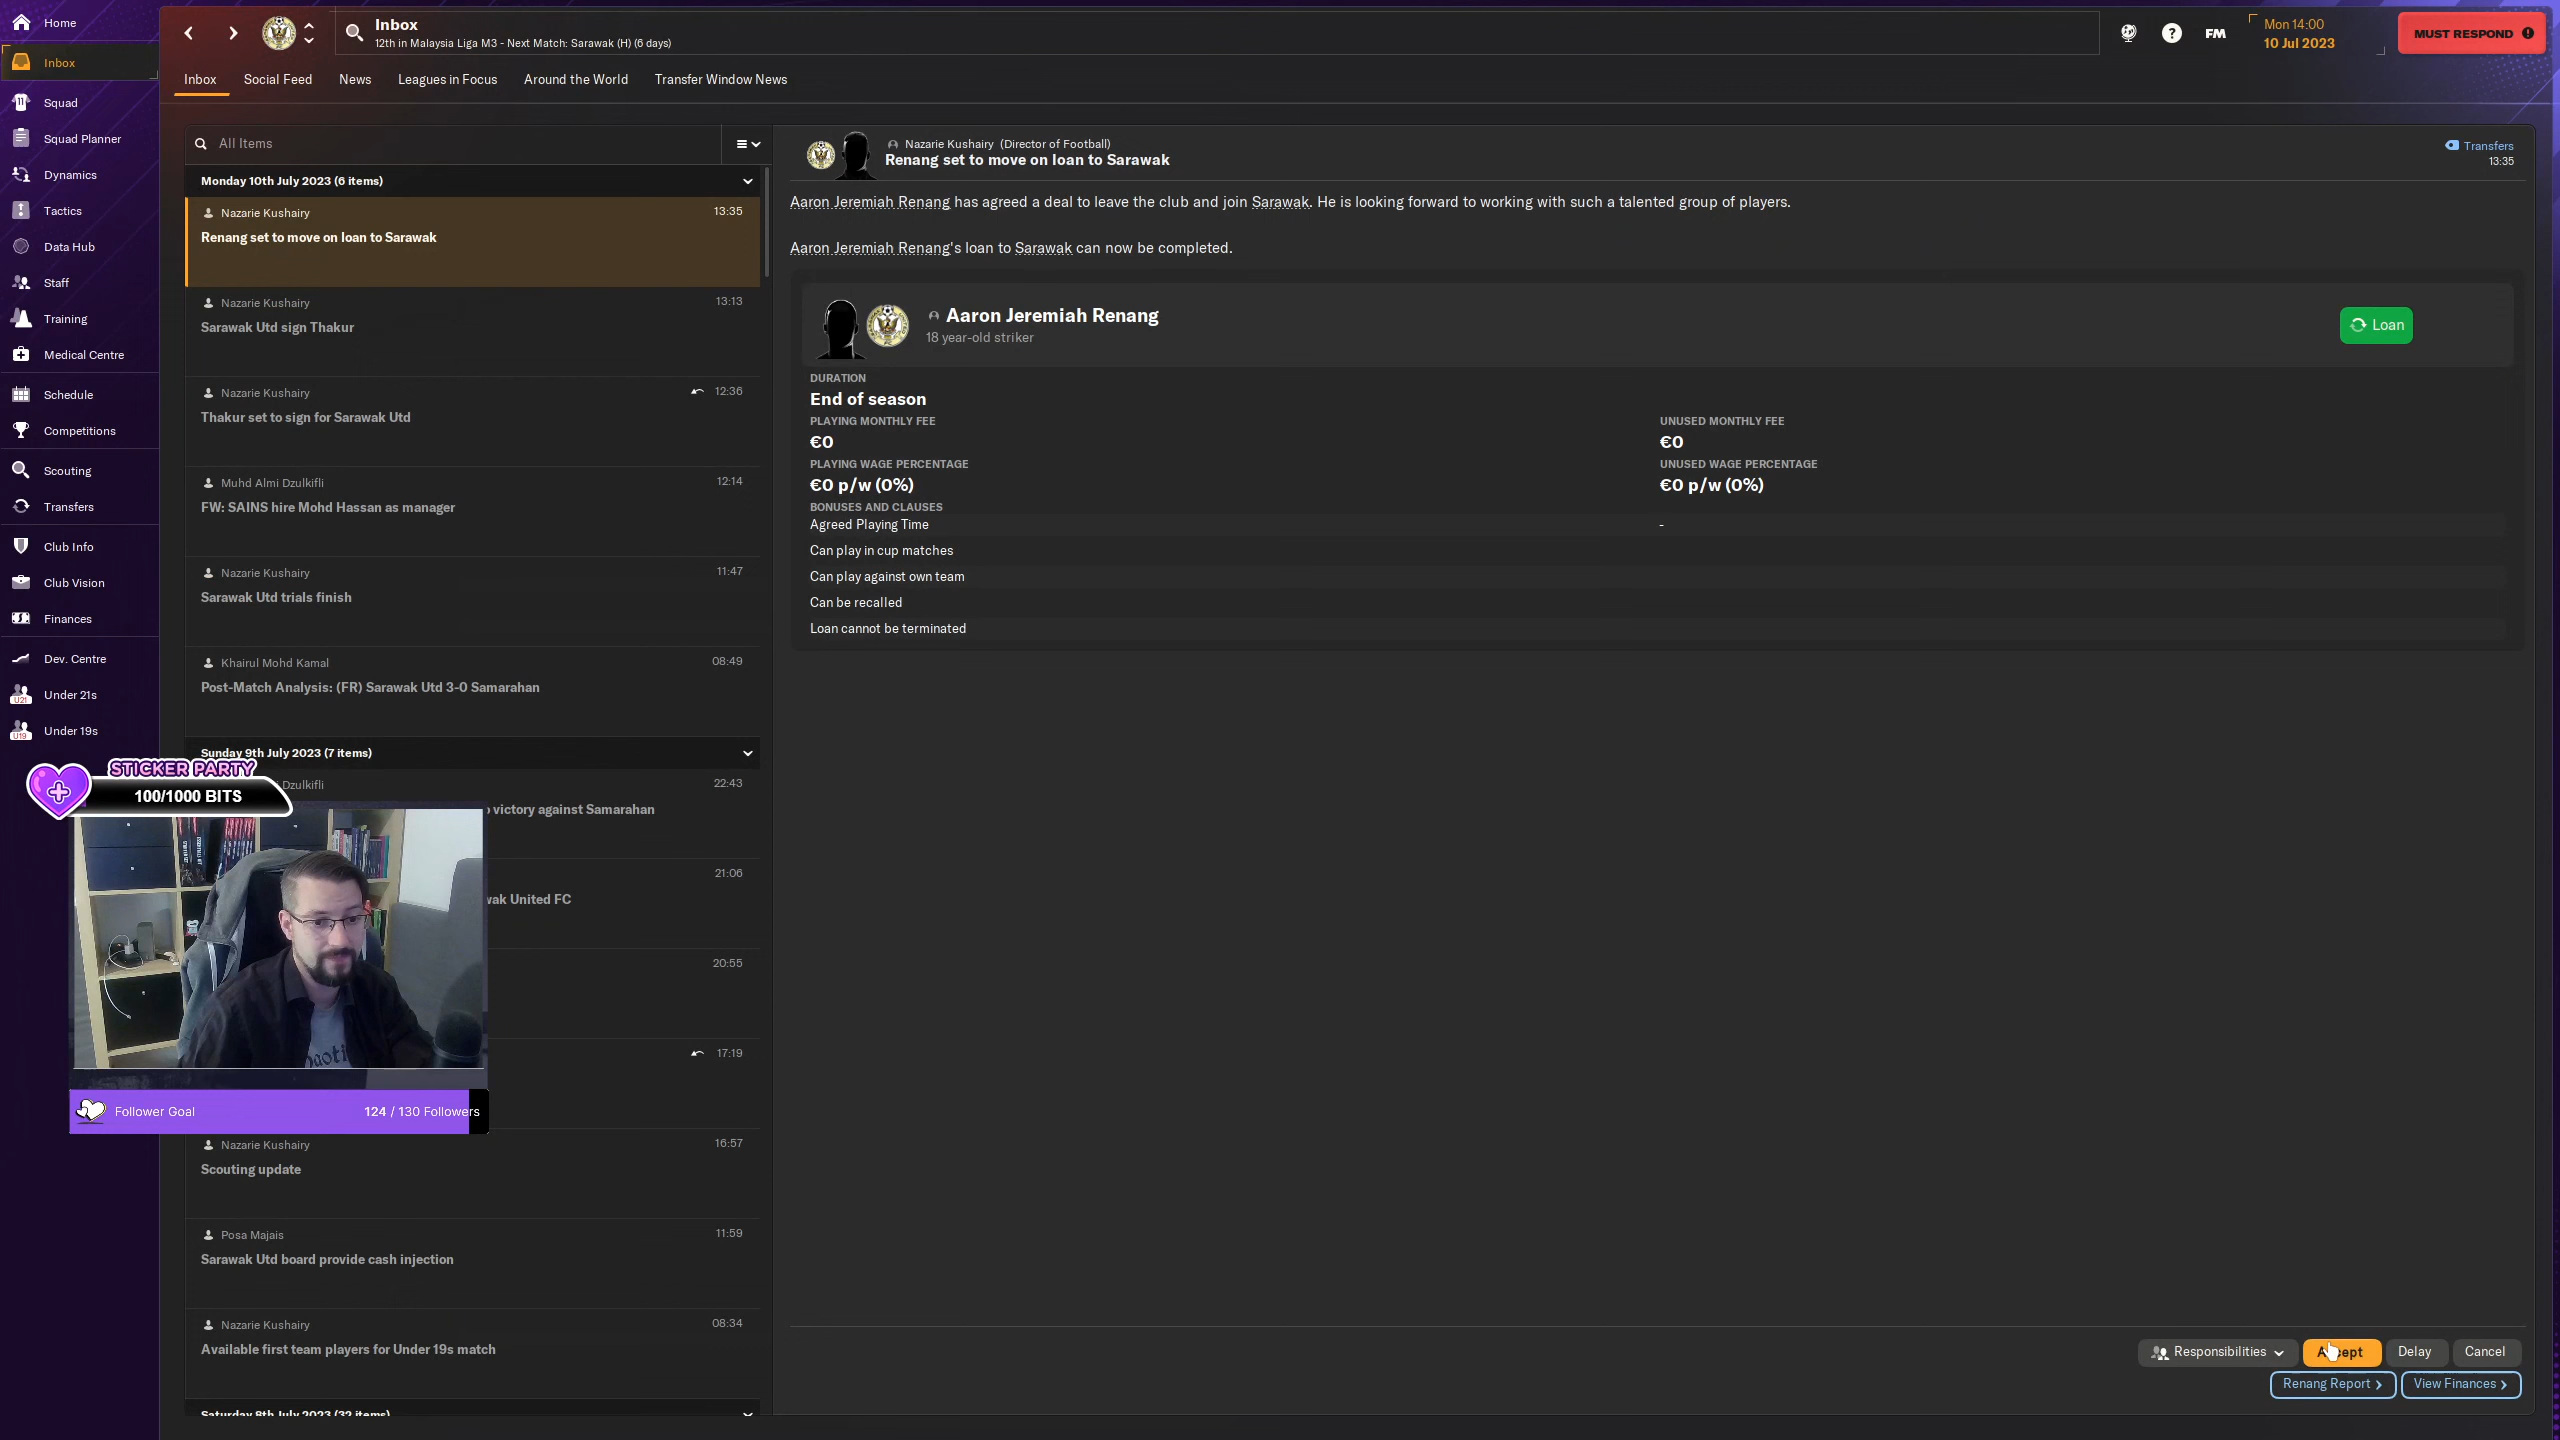 Home
Inbox
Squad
Squad Planner
Dynamics
Tactics
Data Hub
Staff
Training
Medical Centre
Schedule
Competitions
Scouting
Transfers
Club Info
Club Vision
Finances
Dev. Centre
Under 21s
Under 19s
Inbox
12th in Malaysia Liga M3 - Next Match: Sarawak (H) (6 days)
FM
Mon 14:00
10 Jul 2023
MUST RESPOND
Inbox Social Feed News Leagues in Focus Around the World Transfer Window News
All Items
Monday 10th July 2023 (6 items)
Nazarie Kushairy 13:35
Renang set to move on loan to Sarawak
Nazarie Kushairy 13:13
Sarawak Utd sign Thakur
Nazarie Kushairy 12:36
Thakur set to sign for Sarawak Utd
Muhd Almi Dzulkifli 12:14
FW: SAINS hire Mohd Hassan as manager
Nazarie Kushairy 11:47
Sarawak Utd trials finish
Khairul Mohd Kamal 08:49
Post-Match Analysis: (FR) Sarawak Utd 3-0 Samarahan
Sunday 9th July 2023 (7 items)
Dzulkifli 22:43
victory against Samarahan
21:06
United FC
20:55
17:19
Nazarie Kushairy 16:57
Scouting update
Posa Majais 11:59
Sarawak Utd board provide cash injection
Nazarie Kushairy 08:34
Available first team players for Under 19s match
Saturday 8th July 2023 (32 items)
STICKER PARTY
100/1000 BITS
Follower Goal 124 / 130 Followers
Nazarie Kushairy (Director of Football)
Renang set to move on loan to Sarawak
Transfers
13:35
Aaron Jeremiah Renang has agreed a deal to leave the club and join Sarawak. He is looking forward to working with such a talented group of players.
Aaron Jeremiah Renang's loan to Sarawak can now be completed.
Aaron Jeremiah Renang
18 year-old striker
Loan
DURATION
End of season
PLAYING MONTHLY FEE UNUSED MONTHLY FEE
€0 €0
PLAYING WAGE PERCENTAGE UNUSED WAGE PERCENTAGE
€0 p/w (0%) €0 p/w (0%)
BONUSES AND CLAUSES
Agreed Playing Time -
Can play in cup matches
Can play against own team
Can be recalled
Loan cannot be terminated
Responsibilities Accept Delay Cancel
Renang Report View Finances